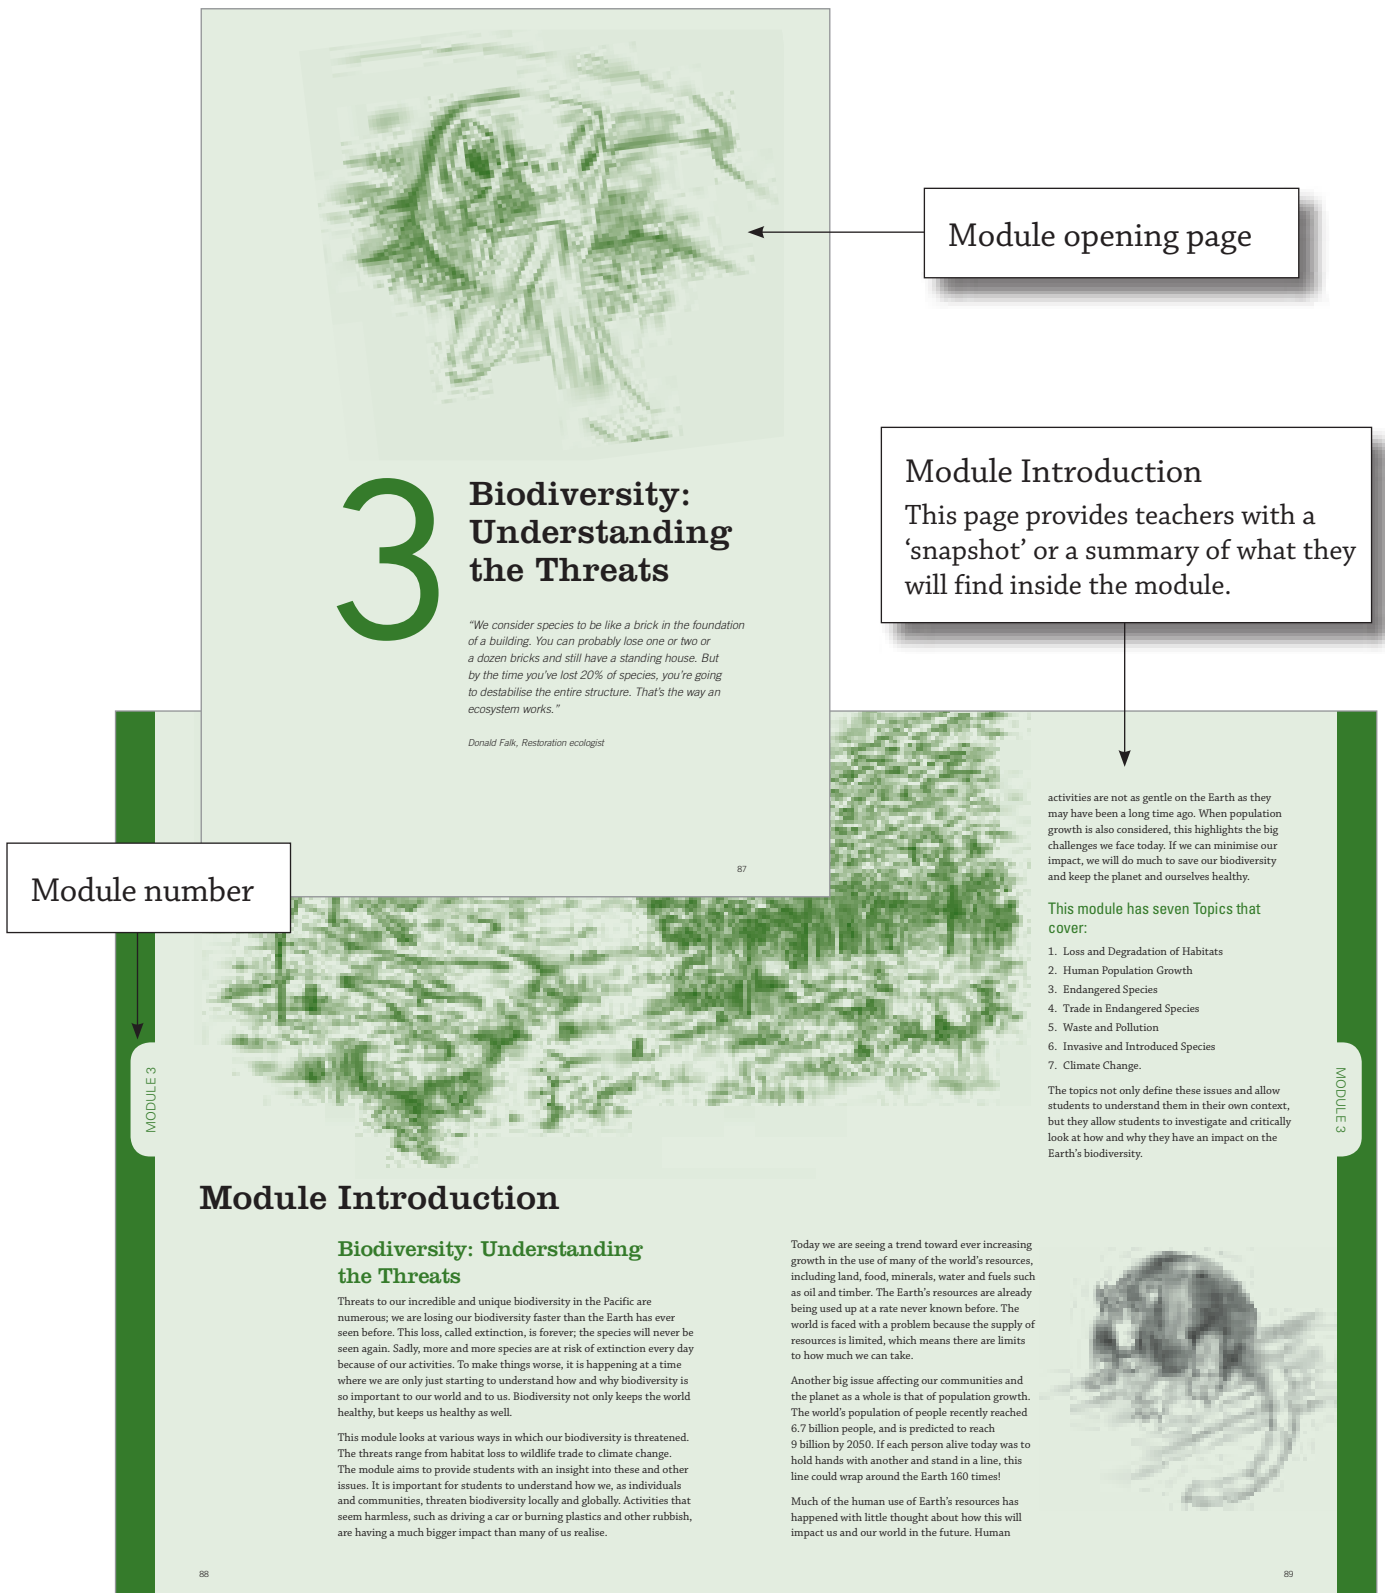 Module opening page
Module Introduction
This page provides teachers with a
‘snapshot’ or a summary of what they
will find inside the module.
Module number
3
Biodiversity:
Understanding
the Threats
“We consider species to be like a brick in the foundation
of a building. You can probably lose one or two or
a dozen bricks and still have a standing house. But
by the time you’ve lost 20% of species, you’re going
to destabilise the entire structure. That’s the way an
ecosystem works.”
Donald Falk, Restoration ecologist
87
MODULE 3
Module Introduction
Biodiversity: Understanding
the Threats
Threats to our incredible and unique biodiversity in the Pacific are
numerous; we are losing our biodiversity faster than the Earth has ever
seen before. This loss, called extinction, is forever; the species will never be
seen again. Sadly, more and more species are at risk of extinction every day
because of our activities. To make things worse, it is happening at a time
where we are only just starting to understand how and why biodiversity is
so important to our world and to us. Biodiversity not only keeps the world
healthy, but keeps us healthy as well.
This module looks at various ways in which our biodiversity is threatened.
The threats range from habitat loss to wildlife trade to climate change.
The module aims to provide students with an insight into these and other
issues. It is important for students to understand how we, as individuals
and communities, threaten biodiversity locally and globally. Activities that
seem harmless, such as driving a car or burning plastics and other rubbish,
are having a much bigger impact than many of us realise.
88
Today we are seeing a trend toward ever increasing
growth in the use of many of the world’s resources,
including land, food, minerals, water and fuels such
as oil and timber. The Earth’s resources are already
being used up at a rate never known before. The
world is faced with a problem because the supply of
resources is limited, which means there are limits
to how much we can take.
Another big issue affecting our communities and
the planet as a whole is that of population growth.
The world’s population of people recently reached
6.7 billion people, and is predicted to reach
9 billion by 2050. If each person alive today was to
hold hands with another and stand in a line, this
line could wrap around the Earth 160 times!
Much of the human use of Earth’s resources has
happened with little thought about how this will
impact us and our world in the future. Human
activities are not as gentle on the Earth as they
may have been a long time ago. When population
growth is also considered, this highlights the big
challenges we face today. If we can minimise our
impact, we will do much to save our biodiversity
and keep the planet and ourselves healthy.
This module has seven Topics that
cover:
1. Loss and Degradation of Habitats
2. Human Population Growth
3. Endangered Species
4. Trade in Endangered Species
5. Waste and Pollution
6. Invasive and Introduced Species
7. Climate Change.
The topics not only define these issues and allow
students to understand them in their own context,
but they allow students to investigate and critically
look at how and why they have an impact on the
Earth’s biodiversity.
MODULE 3
89